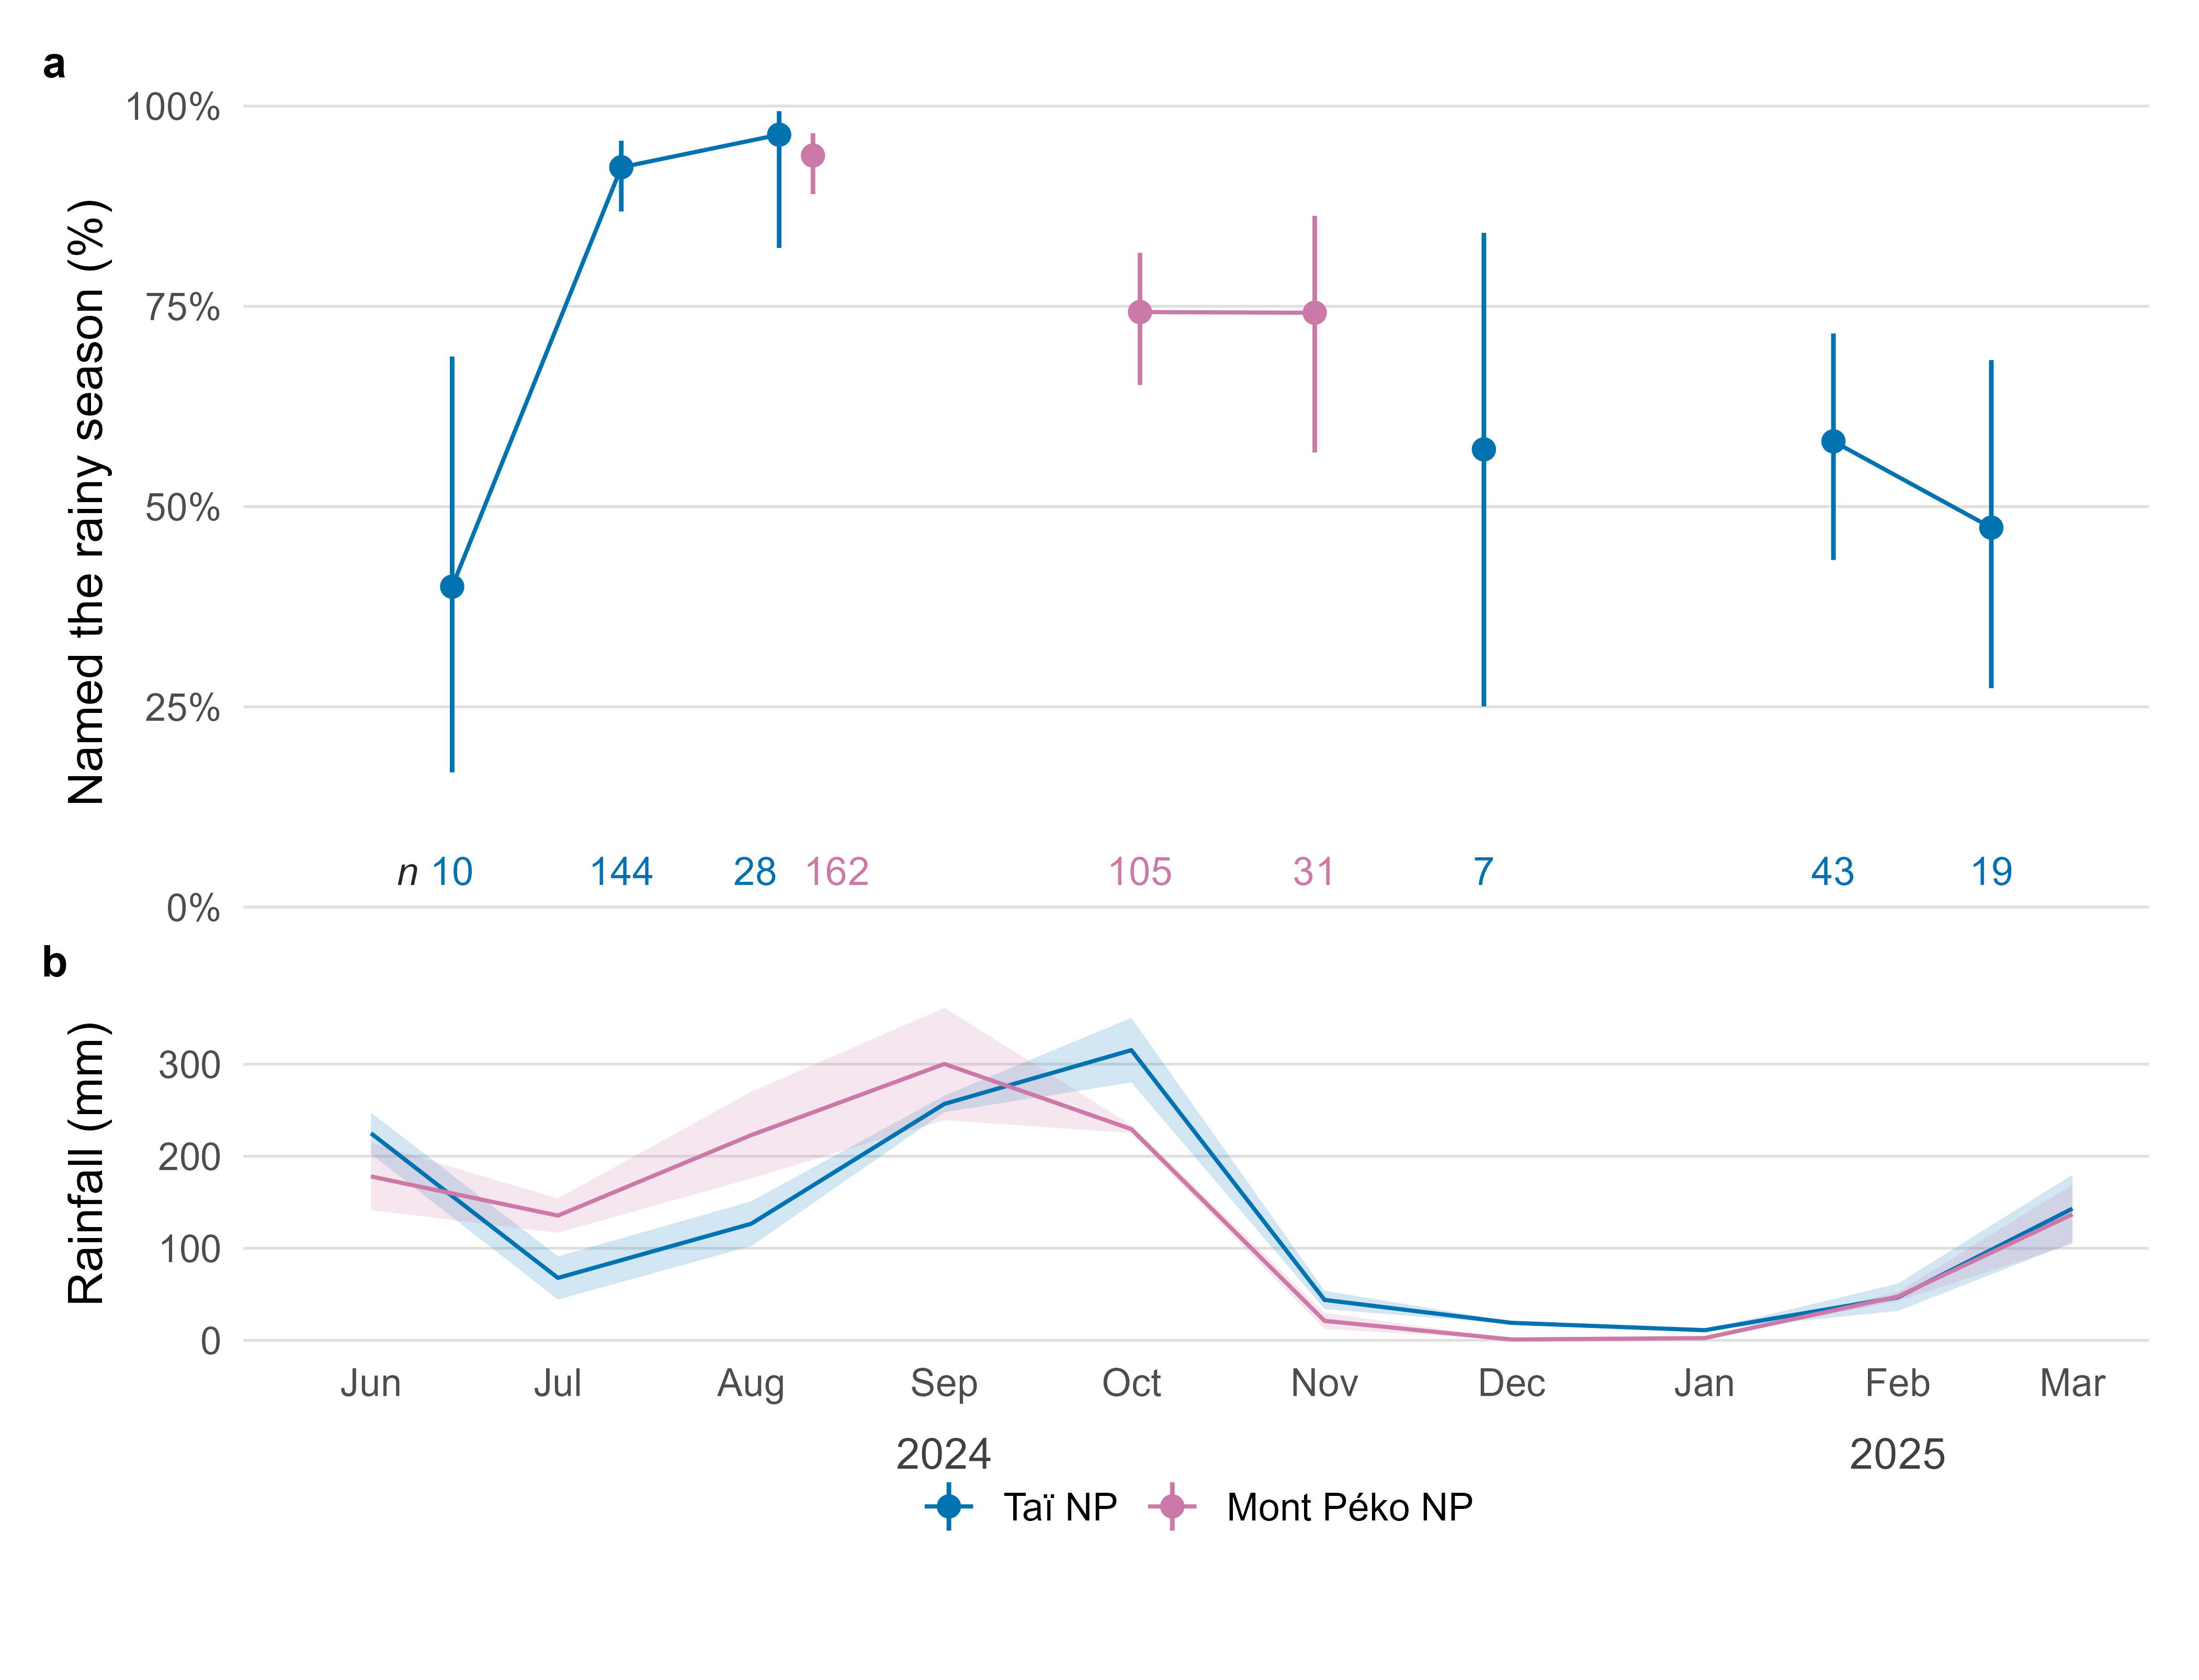 a
Named the rainy season (%)
100%
75%
50%
25%
0%
n 10 144 28 162 105 31 7 43 19
b
Rainfall (mm)
300
200
100
0
Jun Jul Aug Sep Oct Nov Dec Jan Feb Mar
2024 2025
Taï NP Mont Péko NP